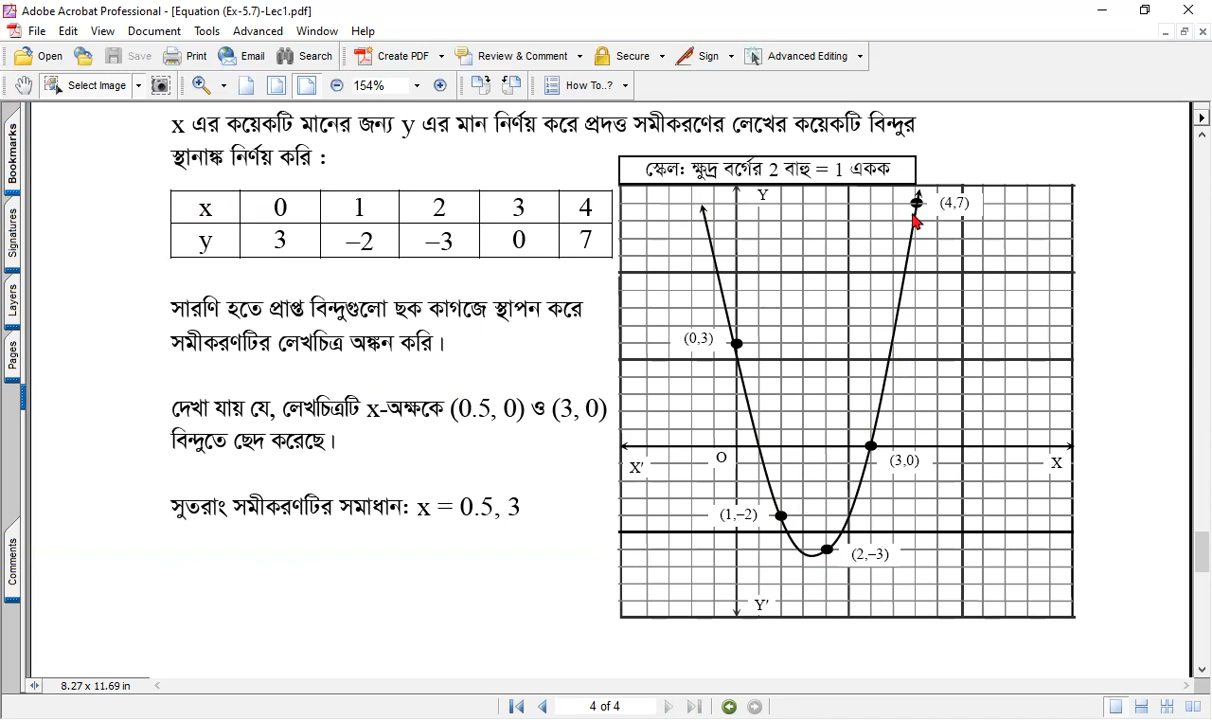 Adobe Acrobat Professional - [Equation (Ex-5.7)-Lec1.pdf]
File Edit View Document Tools Advanced Window Help
Open Save Print Email Search Create PDF Review & Comment Secure Sign Advanced Editing
Select Image 154% How To..?
Bookmarks
Signatures
Layers
Pages
Comments
x এর কয়েকটি মানের জন্য y এর মান নির্ণয় করে প্রদত্ত সমীকরণের লেখের কয়েকটি বিন্দুর
স্থানাঙ্ক নির্ণয় করি :
x 0 1 2 3 4
y 3 –2 –3 0 7
সারণি হতে প্রাপ্ত বিন্দুগুলো ছক কাগজে স্থাপন করে
সমীকরণটির লেখচিত্র অঙ্কন করি।
দেখা যায় যে, লেখচিত্রটি x-অক্ষকে (0.5, 0) ও (3, 0)
বিন্দুতে ছেদ করেছে।
সুতরাং সমীকরণটির সমাধান: x = 0.5, 3
স্কেল: ক্ষুদ্র বর্গের 2 বাহু = 1 একক
Y
(4,7)
(0,3)
O
X′
(3,0)
X
(1,–2)
(2,–3)
Y′
8.27 x 11.69 in
4 of 4